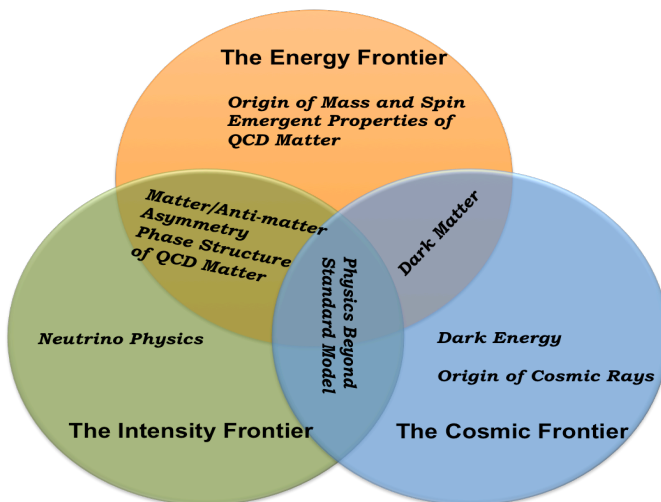 The Energy Frontier
Origin of Mass and Spin
Emergent Properties of
QCD Matter
Matter/Anti-matter
Asymmetry
Phase Structure
of QCD Matter
Dark Matter
Physics Beyond
Standard Model
Neutrino Physics
Dark Energy
Origin of Cosmic Rays
The Intensity Frontier
The Cosmic Frontier